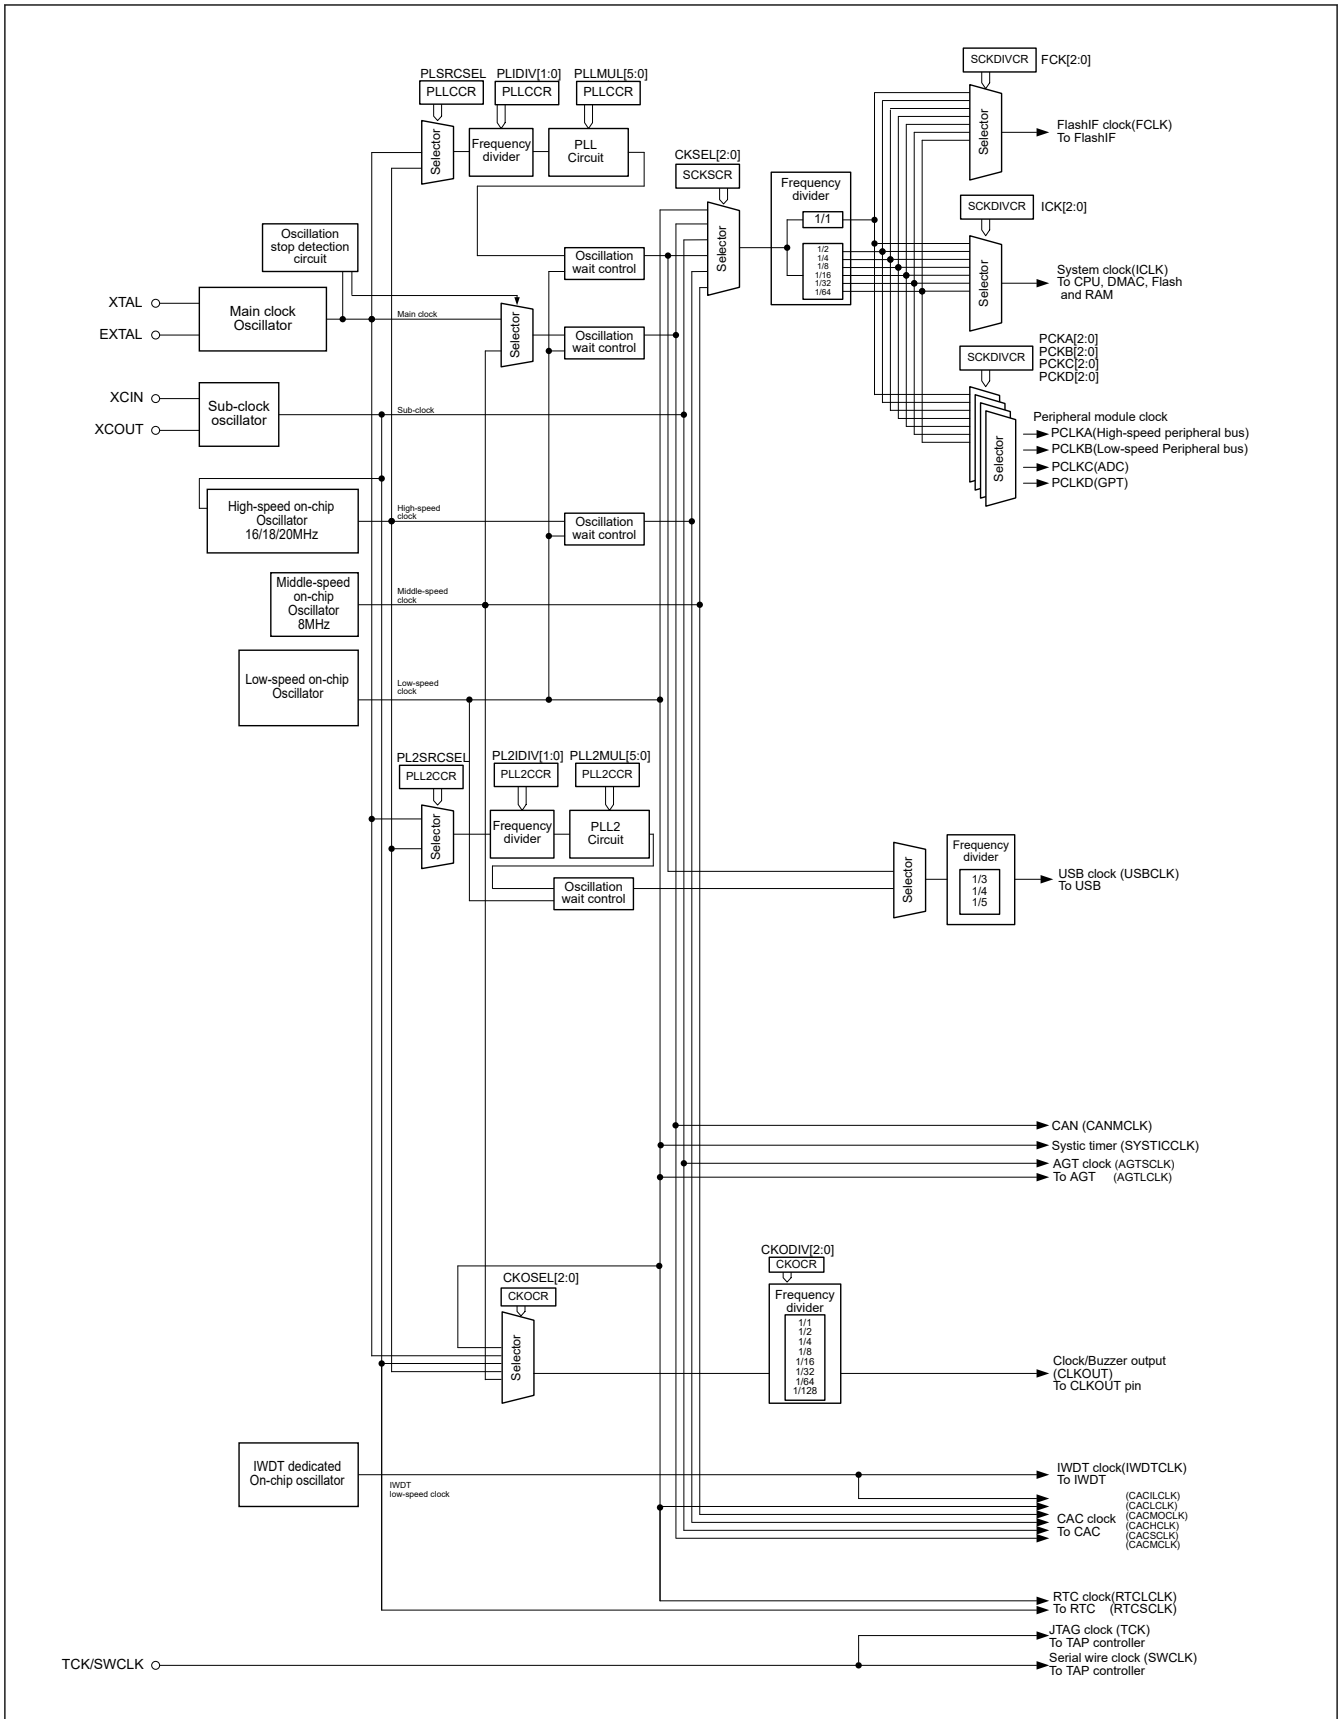 SCKDIVCR
FCK[2:0]
PLSRCSEL
PLIDIV[1:0]
PLLMUL[5:0]
PLLCCR
PLLCCR
PLLCCR
Selector
Frequency
divider
PLL
Circuit
Selector
FlashIF clock(FCLK)
To FlashIF
CKSEL[2:0]
SCKSCR
Frequency
divider
1/1
1/2
1/4
1/8
1/16
1/32
1/64
Selector
SCKDIVCR
ICK[2:0]
Selector
System clock(ICLK)
To CPU, DMAC, Flash
and RAM
Oscillation
stop detection
circuit
Oscillation
wait control
XTAL
EXTAL
Main clock
Oscillator
Main clock
Selector
Oscillation
wait control
SCKDIVCR
PCKA[2:0]
PCKB[2:0]
PCKC[2:0]
PCKD[2:0]
XCIN
XCOUT
Sub-clock
oscillator
Sub-clock
Selector
Peripheral module clock
PCLKA(High-speed peripheral bus)
PCLKB(Low-speed Peripheral bus)
PCLKC(ADC)
PCLKD(GPT)
High-speed on-chip
Oscillator
16/18/20MHz
High-speed
clock
Oscillation
wait control
Middle-speed
on-chip
Oscillator
8MHz
Middle-speed
clock
Low-speed on-chip
Oscillator
Low-speed
clock
PL2SRCSEL
PL2IDIV[1:0]
PLL2MUL[5:0]
PLL2CCR
PLL2CCR
PLL2CCR
Selector
Frequency
divider
PLL2
Circuit
Oscillation
wait control
Selector
Frequency
divider
1/3
1/4
1/5
USB clock (USBCLK)
To USB
CAN (CANMCLK)
Systic timer (SYSTICCLK)
AGT clock (AGTSCLK)
To AGT (AGTLCLK)
CKOSEL[2:0]
CKOCR
Selector
CKODIV[2:0]
CKOCR
Frequency
divider
1/1
1/2
1/4
1/8
1/16
1/32
1/64
1/128
Clock/Buzzer output
(CLKOUT)
To CLKOUT pin
IWDT dedicated
On-chip oscillator
IWDT
low-speed clock
IWDT clock(IWDTCLK)
To IWDT
CAC clock
To CAC
(CACILCLK)
(CACLCLK)
(CACMOCLK)
(CACHCLK)
(CACSCLK)
(CACMCLK)
RTC clock(RTCLCLK)
To RTC (RTCSCLK)
TCK/SWCLK
JTAG clock (TCK)
To TAP controller
Serial wire clock (SWCLK)
To TAP controller